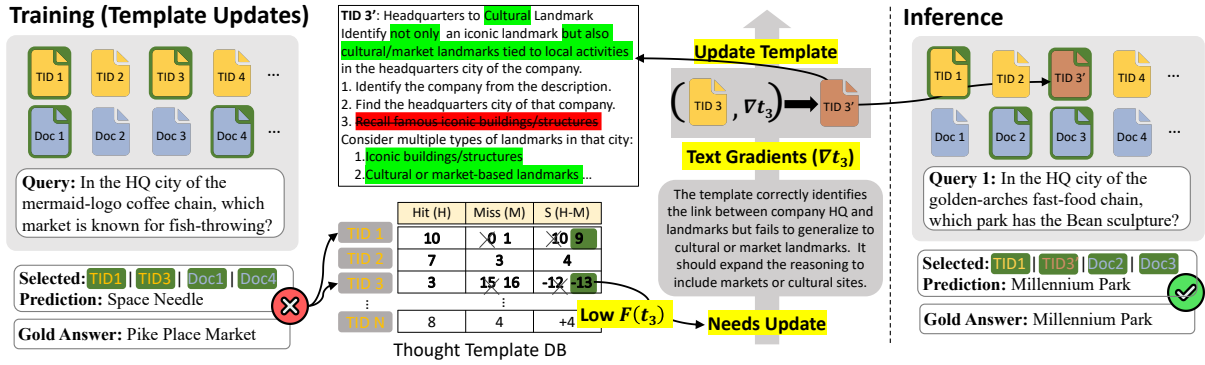 Training (Template Updates)
TID 1
TID 2
TID 3
TID 4
...
Doc 1
Doc 2
Doc 3
Doc 4
...
Query: In the HQ city of the
mermaid-logo coffee chain, which
market is known for fish-throwing?
Selected: TID1 | TID3 | Doc1 | Doc4
Prediction: Space Needle
Gold Answer: Pike Place Market
TID 3’: Headquarters to Cultural Landmark
Identify not only an iconic landmark but also
cultural/market landmarks tied to local activities
in the headquarters city of the company.
1. Identify the company from the description.
2. Find the headquarters city of that company.
3. Recall famous iconic buildings/structures
Consider multiple types of landmarks in that city:
1.Iconic buildings/structures
2.Cultural or market-based landmarks ...
Hit (H) Miss (M) S (H-M)
TID 1 10 0 1 10 9
TID 2 7 3 4
TID 3 3 15 16 -12 -13
⋮ ⋮
TID N 8 4 +4
Thought Template DB
Low F(t₃)
Update Template
( TID 3 , ∇t₃ ) TID 3’
Text Gradients (∇t₃)
The template correctly identifies
the link between company HQ and
landmarks but fails to generalize to
cultural or market landmarks. It
should expand the reasoning to
include markets or cultural sites.
Needs Update
Inference
TID 1
TID 2
TID 3’
TID 4
...
Doc 1
Doc 2
Doc 3
Doc 4
...
Query 1: In the HQ city of the
golden-arches fast-food chain,
which park has the Bean sculpture?
Selected: TID1 | TID3’ | Doc2 | Doc3
Prediction: Millennium Park
Gold Answer: Millennium Park